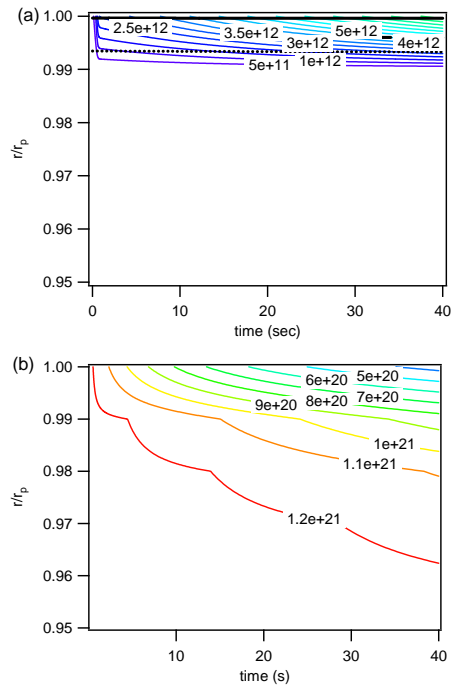 (a)
1.00
2.5e+12
3.5e+12
5e+12
3e+12
4e+12
0.99
5e+11
1e+12
0.98
r/rp
0.97
0.96
0.95
0
10
20
30
40
time (sec)
(b)
1.00
5e+20
6e+20
7e+20
8e+20
9e+20
0.99
1e+21
1.1e+21
0.98
r/rp
0.97
1.2e+21
0.96
0.95
10
20
30
40
time (s)